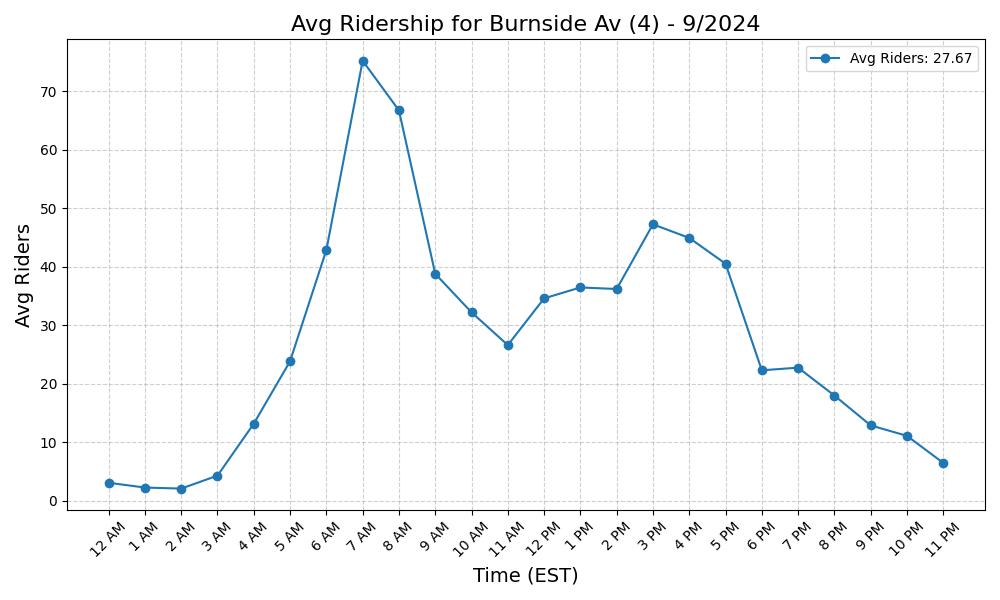 Avg Ridership for Burnside Av (4) - 9/2024
Avg Riders: 27.67
Avg Riders
70
60
50
40
30
20
10
0
12 AM
1 AM
2 AM
3 AM
4 AM
5 AM
6 AM
7 AM
8 AM
9 AM
10 AM
11 AM
12 PM
1 PM
2 PM
3 PM
4 PM
5 PM
6 PM
7 PM
8 PM
9 PM
10 PM
11 PM
Time (EST)